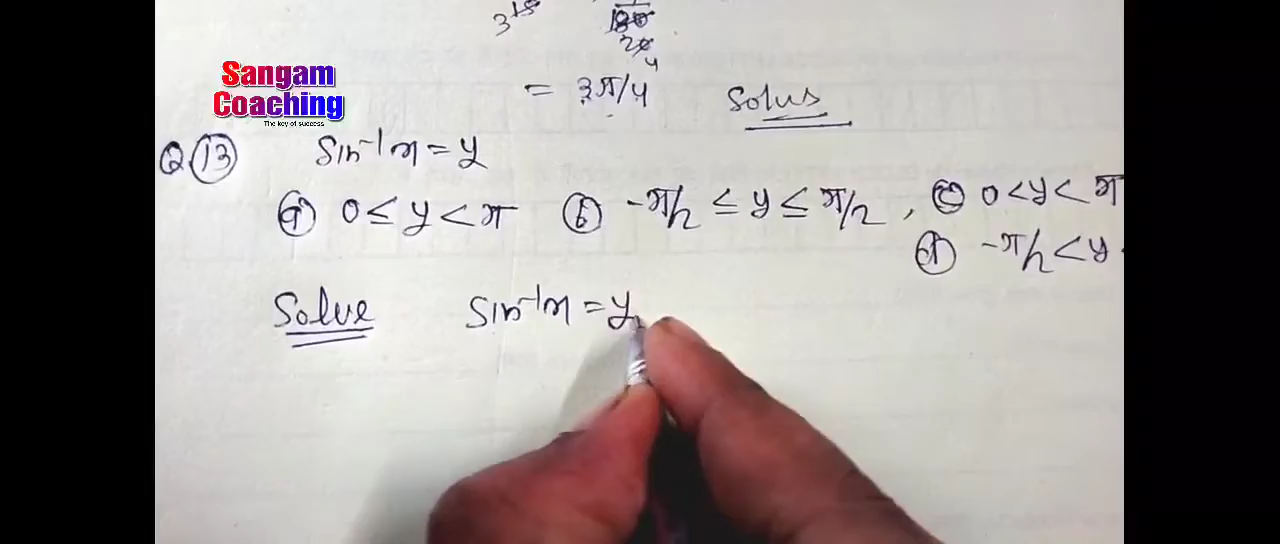 = 3π/4
Sangam
Coaching
The key of success
Q 13 Sin⁻¹x = y
(a) 0 ≤ y < π (b) -π/2 ≤ y ≤ π/2, (c) 0 < y < π
(d) -π/2 < y
Solve Sin⁻¹x = y